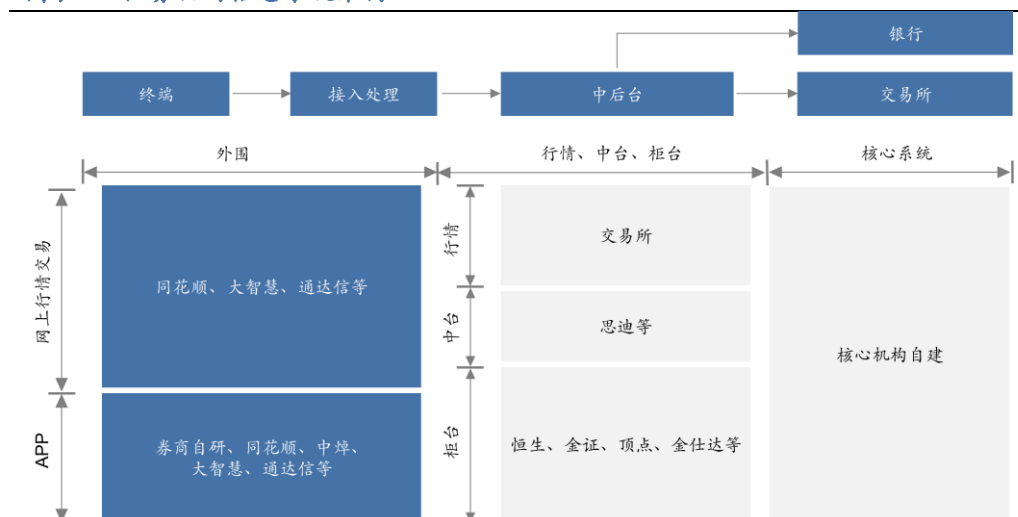 银行
终端
接入处理
中后台
交易所
外围
行情、中台、柜台
核心系统
网上行情交易
同花顺、大智慧、通达信等
行情
交易所
中台
思迪等
核心机构自建
APP
券商自研、同花顺、中焯、
大智慧、通达信等
柜台
恒生、金证、顶点、金仕达等